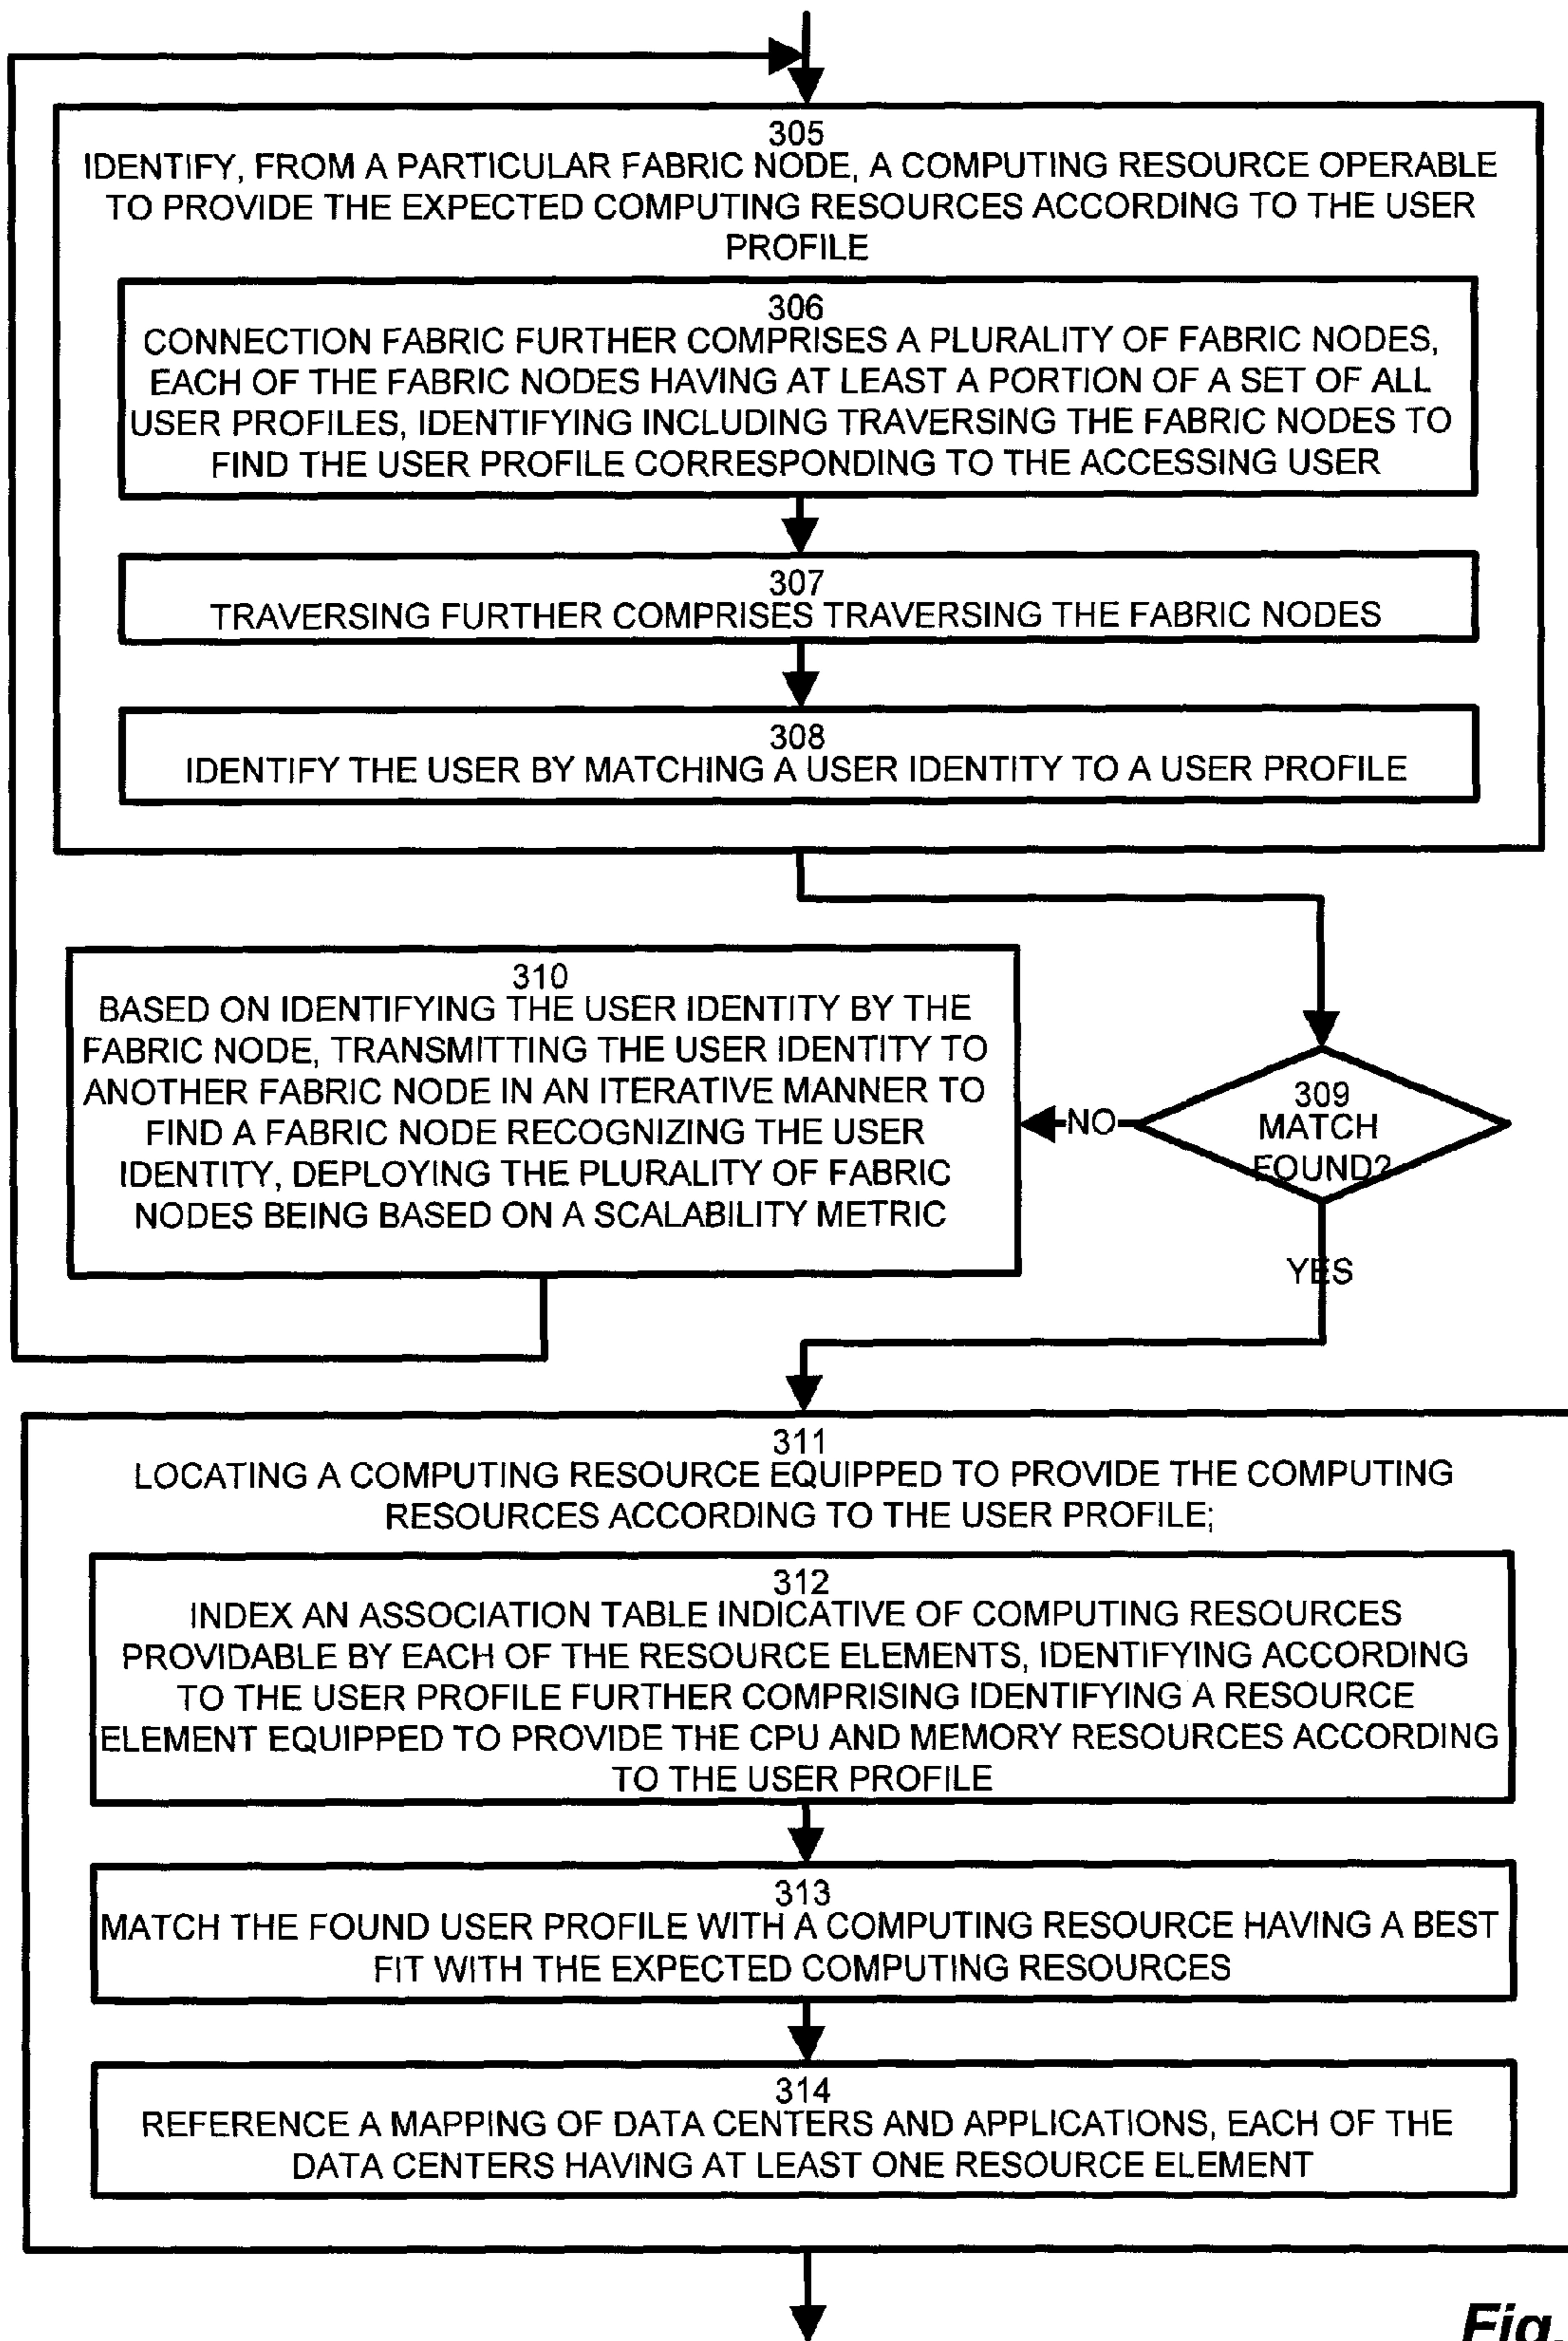 305
IDENTIFY, FROM A PARTICULAR FABRIC NODE, A COMPUTING RESOURCE OPERABLE
TO PROVIDE THE EXPECTED COMPUTING RESOURCES ACCORDING TO THE USER
PROFILE
306
CONNECTION FABRIC FURTHER COMPRISES A PLURALITY OF FABRIC NODES,
EACH OF THE FABRIC NODES HAVING AT LEAST A PORTION OF A SET OF ALL
USER PROFILES, IDENTIFYING INCLUDING TRAVERSING THE FABRIC NODES TO
FIND THE USER PROFILE CORRESPONDING TO THE ACCESSING USER
307
TRAVERSING FURTHER COMPRISES TRAVERSING THE FABRIC NODES
308
IDENTIFY THE USER BY MATCHING A USER IDENTITY TO A USER PROFILE
309
MATCH
FOUND?
NO
310
BASED ON IDENTIFYING THE USER IDENTITY BY THE
FABRIC NODE, TRANSMITTING THE USER IDENTITY TO
ANOTHER FABRIC NODE IN AN ITERATIVE MANNER TO
FIND A FABRIC NODE RECOGNIZING THE USER
IDENTITY, DEPLOYING THE PLURALITY OF FABRIC
NODES BEING BASED ON A SCALABILITY METRIC
YES
311
LOCATING A COMPUTING RESOURCE EQUIPPED TO PROVIDE THE COMPUTING
RESOURCES ACCORDING TO THE USER PROFILE;
312
INDEX AN ASSOCIATION TABLE INDICATIVE OF COMPUTING RESOURCES
PROVIDABLE BY EACH OF THE RESOURCE ELEMENTS, IDENTIFYING ACCORDING
TO THE USER PROFILE FURTHER COMPRISING IDENTIFYING A RESOURCE
ELEMENT EQUIPPED TO PROVIDE THE CPU AND MEMORY RESOURCES ACCORDING
TO THE USER PROFILE
313
MATCH THE FOUND USER PROFILE WITH A COMPUTING RESOURCE HAVING A BEST
FIT WITH THE EXPECTED COMPUTING RESOURCES
314
REFERENCE A MAPPING OF DATA CENTERS AND APPLICATIONS, EACH OF THE
DATA CENTERS HAVING AT LEAST ONE RESOURCE ELEMENT
Fig.